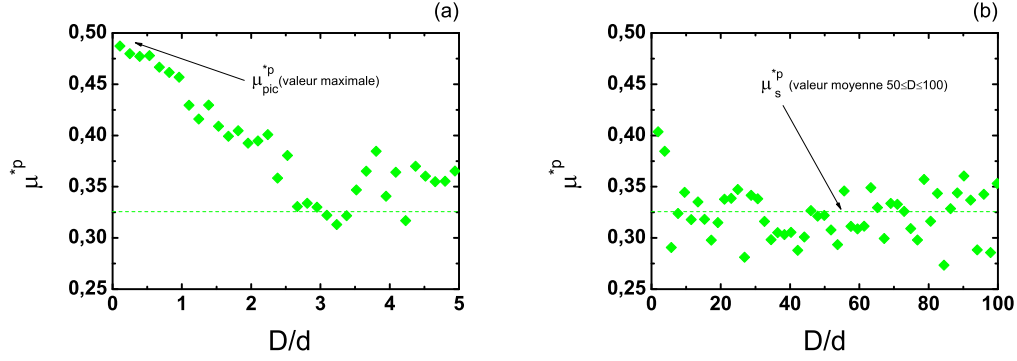 (a)
0,50
0,45
0,40
0,35
0,30
0,25
μ*p
μ*p pic (valeur maximale)
0 1 2 3 4 5
D/d
(b)
0,50
0,45
0,40
0,35
0,30
0,25
μ*p
μ*p s (valeur moyenne 50≤D≤100)
0 20 40 60 80 100
D/d